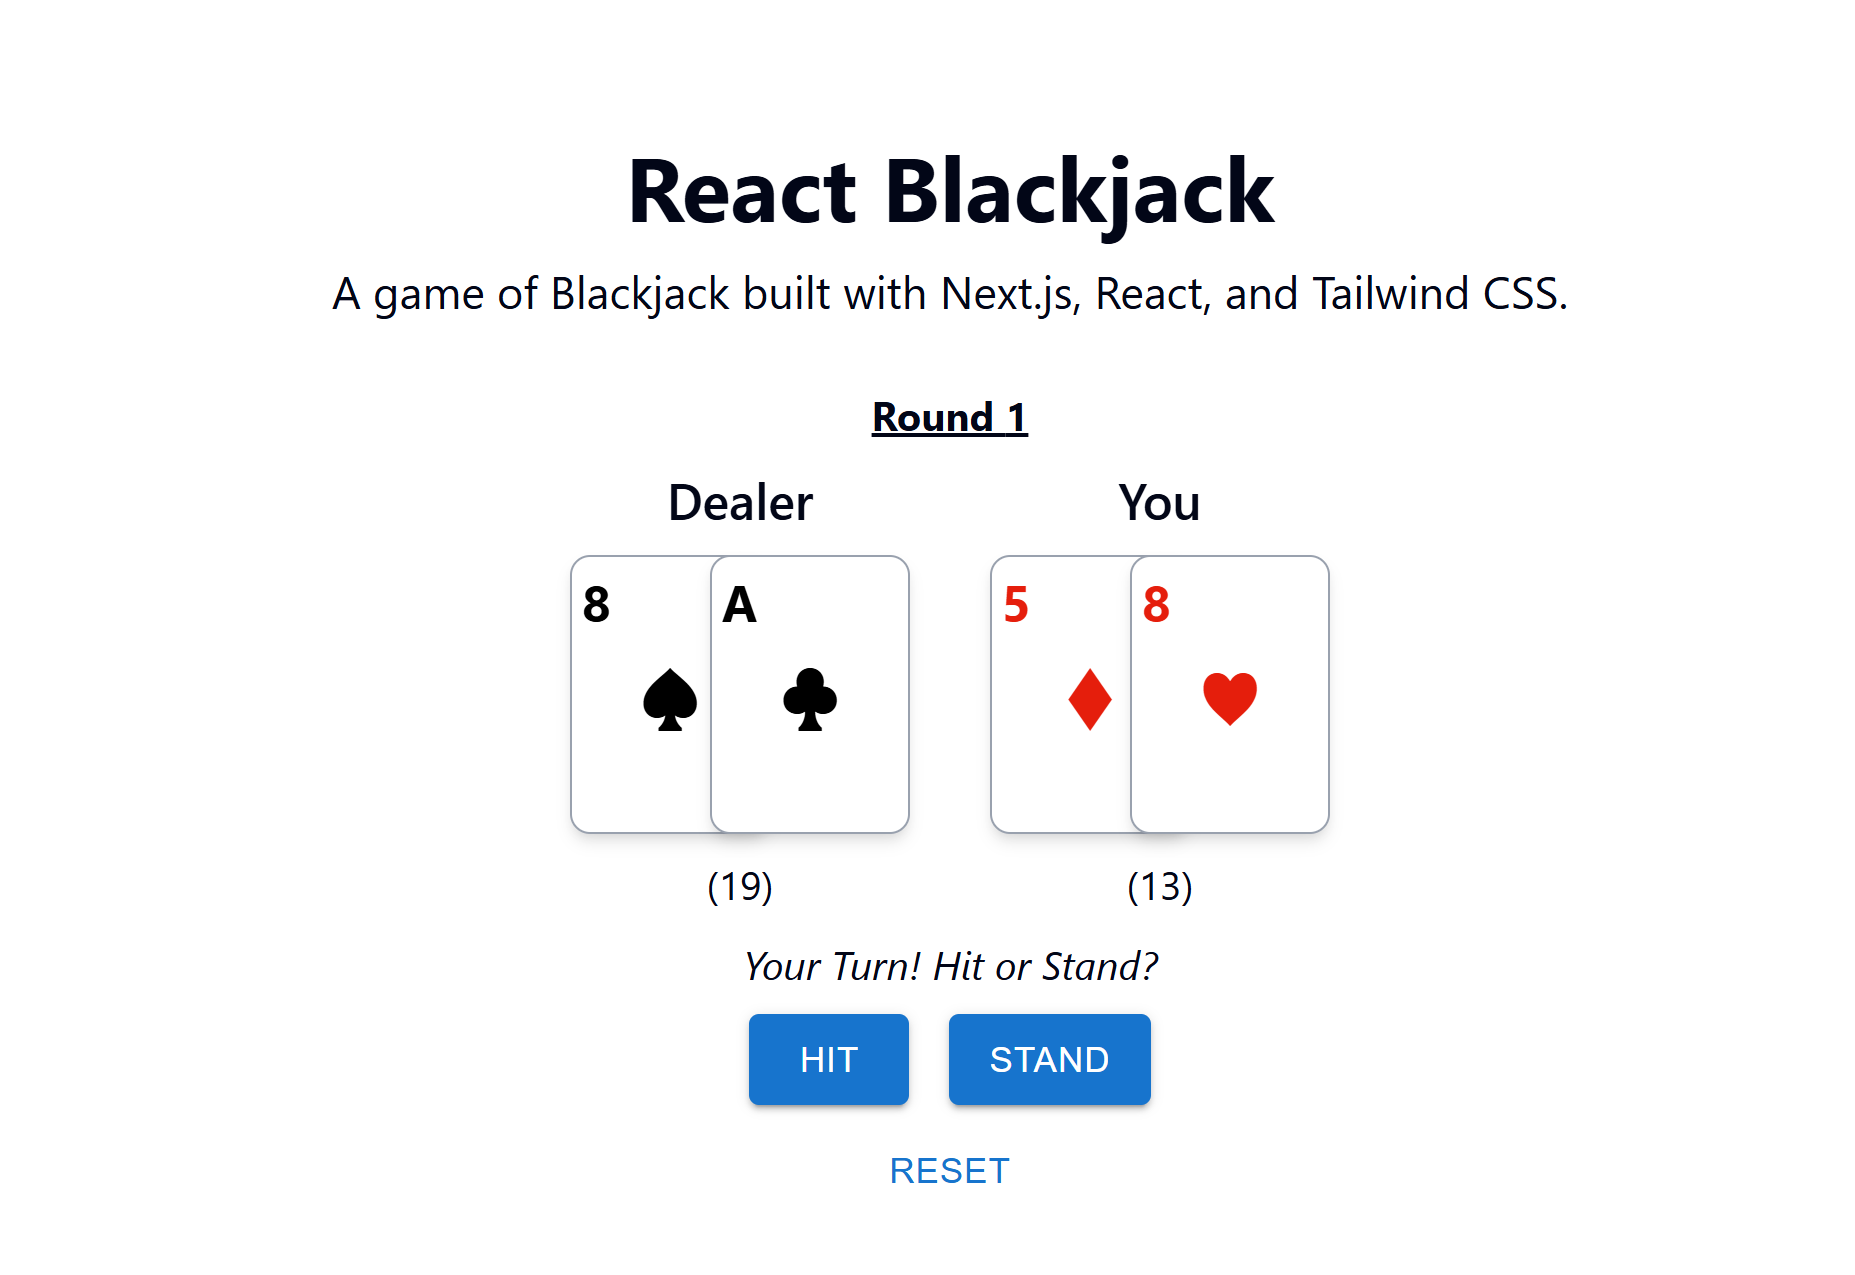 React Blackjack
A game of Blackjack built with Next.js, React, and Tailwind CSS.
Round 1
Dealer
You
8
A
5
8
(19)
(13)
Your Turn! Hit or Stand?
HIT
STAND
RESET